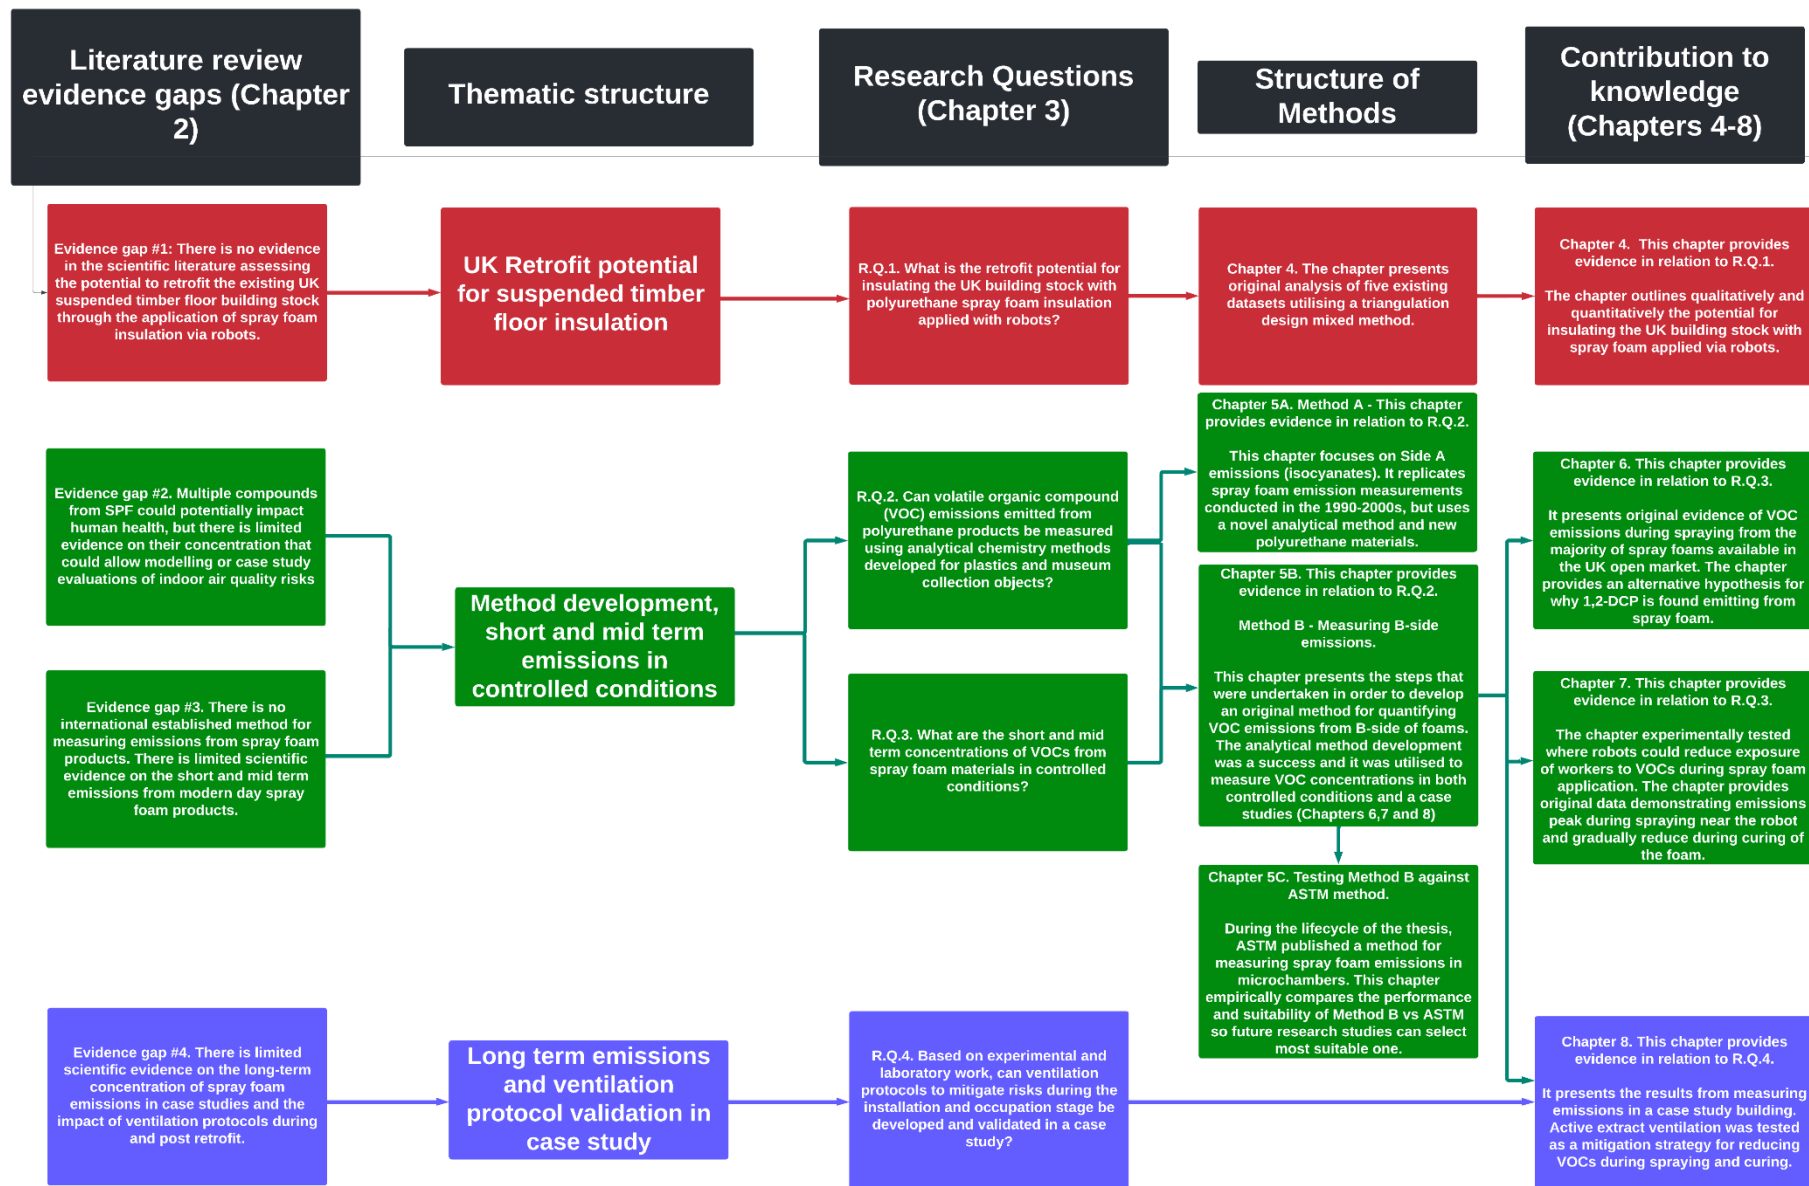 Literature review
evidence gaps (Chapter
2)
Thematic structure
Research Questions
(Chapter 3)
Structure of
Methods
Contribution to
knowledge
(Chapters 4-8)
Evidence gap #1: There is no evidence
in the scientific literature assessing
the potential to retrofit the existing UK
suspended timber floor building stock
through the application of spray foam
insulation via robots.
UK Retrofit potential
for suspended timber
floor insulation
R.Q.1. What is the retrofit potential for
insulating the UK building stock with
polyurethane spray foam insulation
applied with robots?
Chapter 4. The chapter presents
original analysis of five existing
datasets utilising a triangulation
design mixed method.
Chapter 4.  This chapter provides
evidence in relation to R.Q.1.
The chapter outlines qualitatively and
quantitatively the potential for
insulating the UK building stock with
spray foam applied via robots.
Evidence gap #2. Multiple compounds
from SPF could potentially impact
human health, but there is limited
evidence on their concentration that
could allow modelling or case study
evaluations of indoor air quality risks
Evidence gap #3. There is no
international established method for
measuring emissions from spray foam
products. There is limited scientific
evidence on the short and mid term
emissions from modern day spray
foam products.
Method development,
short and mid term
emissions in
controlled conditions
R.Q.2. Can volatile organic compound
(VOC) emissions emitted from
polyurethane products be measured
using analytical chemistry methods
developed for plastics and museum
collection objects?
R.Q.3. What are the short and mid
term concentrations of VOCs from
spray foam materials in controlled
conditions?
Chapter 5A. Method A - This chapter
provides evidence in relation to R.Q.2.
This chapter focuses on Side A
emissions (isocyanates). It replicates
spray foam emission measurements
conducted in the 1990-2000s, but uses
a novel analytical method and new
polyurethane materials.
Chapter 5B. This chapter provides
evidence in relation to R.Q.2.
Method B - Measuring B-side
emissions.
This chapter presents the steps that
were undertaken in order to develop
an original method for quantifying
VOC emissions from B-side of foams.
The analytical method development
was a success and it was utilised to
measure VOC concentrations in both
controlled conditions and a case
studies (Chapters 6,7 and 8)
Chapter 5C. Testing Method B against
ASTM method.
During the lifecycle of the thesis,
ASTM published a method for
measuring spray foam emissions in
microchambers. This chapter
empirically compares the performance
and suitability of Method B vs ASTM
so future research studies can select
most suitable one.
Chapter 6. This chapter provides
evidence in relation to R.Q.3.
It presents original evidence of VOC
emissions during spraying from the
majority of spray foams available in
the UK open market. The chapter
provides an alternative hypothesis for
why 1,2-DCP is found emitting from
spray foam.
Chapter 7. This chapter provides
evidence in relation to R.Q.3.
The chapter experimentally tested
where robots could reduce exposure
of workers to VOCs during spray foam
application. The chapter provides
original data demonstrating emissions
peak during spraying near the robot
and gradually reduce during curing of
the foam.
Evidence gap #4. There is limited
scientific evidence on the long-term
concentration of spray foam
emissions in case studies and the
impact of ventilation protocols during
and post retrofit.
Long term emissions
and ventilation
protocol validation in
case study
R.Q.4. Based on experimental and
laboratory work, can ventilation
protocols to mitigate risks during the
installation and occupation stage be
developed and validated in a case
study?
Chapter 8. This chapter provides
evidence in relation to R.Q.4.
It presents the results from measuring
emissions in a case study building.
Active extract ventilation was tested
as a mitigation strategy for reducing
VOCs during spraying and curing.